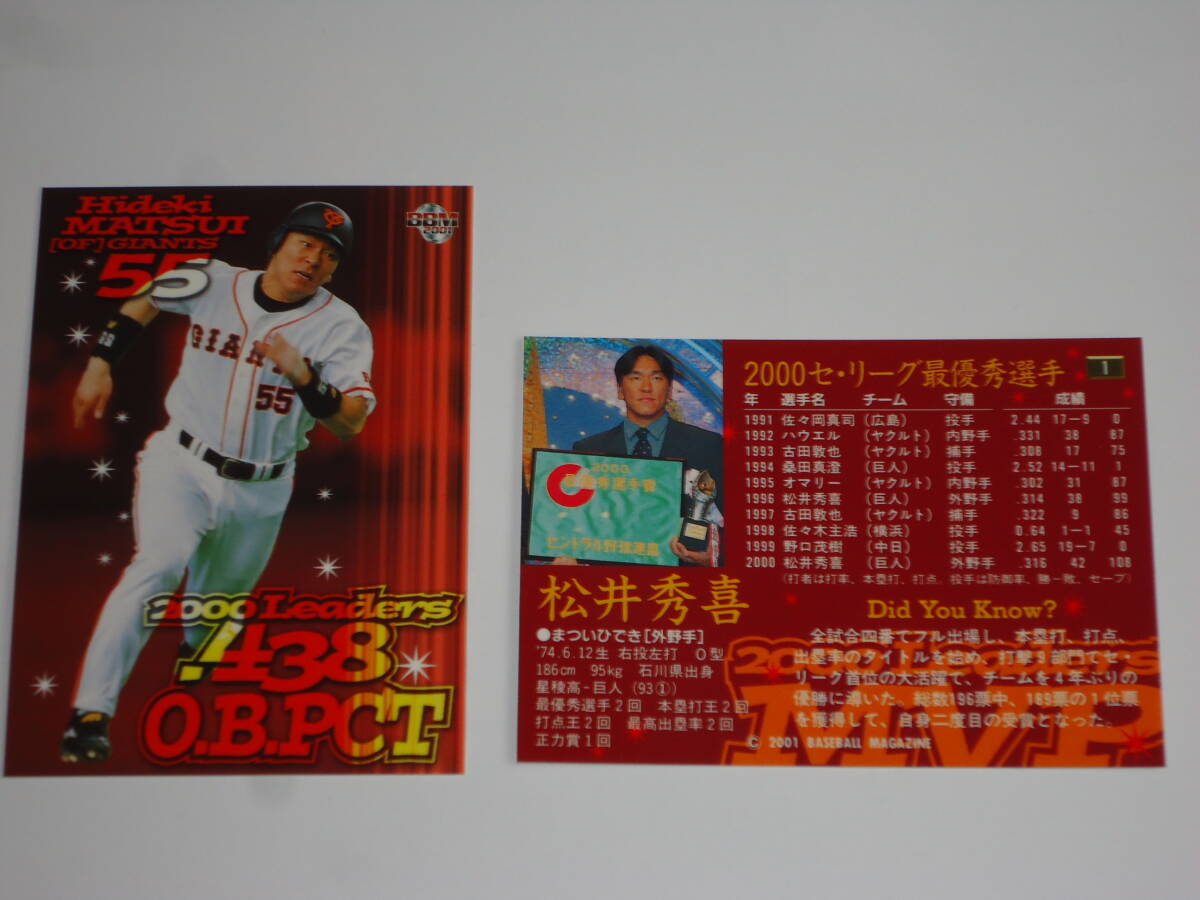 Hideki
MATSUI
[OF] GIANTS
55
BBM
2001
GIANTS
55
2000 Leaders
.438
O.B.PCT
2000
最優秀選手賞
セントラル野球連盟
2000セ・リーグ最優秀選手
1
年 選手名 チーム 守備 成績
1991 佐々岡真司 (広島) 投手 2.44 17-9 0
1992 ハウエル (ヤクルト) 内野手 .331 38 87
1993 古田敦也 (ヤクルト) 捕手 .308 17 75
1994 桑田真澄 (巨人) 投手 2.52 14-11 1
1995 オマリー (ヤクルト) 内野手 .302 31 87
1996 松井秀喜 (巨人) 外野手 .314 38 99
1997 古田敦也 (ヤクルト) 捕手 .322 9 86
1998 佐々木主浩 (横浜) 投手 0.64 1-1 45
1999 野口茂樹 (中日) 投手 2.65 19-7 0
2000 松井秀喜 (巨人) 外野手 .316 42 108
(打者は打率、本塁打、打点、投手は防御率、勝-敗、セーブ)
松井秀喜
●まついひでき[外野手]
'74.6.12生 右投左打 O型
186cm 95kg 石川県出身
星稜高-巨人 (93①)
最優秀選手2回 本塁打王2回
打点王2回 最高出塁率2回
正力賞1回
Did You Know?
全試合四番でフル出場し、本塁打、打点、
出塁率のタイトルを始め、打撃9部門でセ・
リーグ首位の大活躍で、チームを4年ぶりの
優勝に導いた。総数196票中、189票の1位票
を獲得して、自身二度目の受賞となった。
2000 Leaders
MVP
© 2001 BASEBALL MAGAZINE